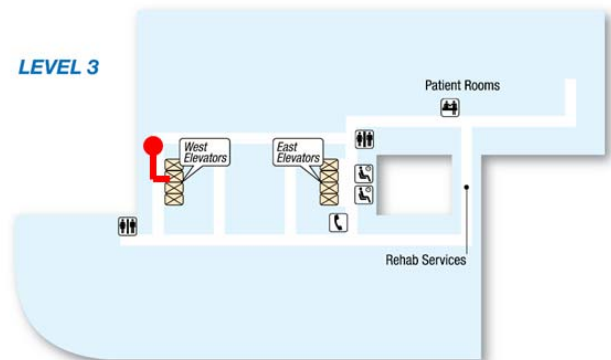 LEVEL 3
Patient Rooms
West
Elevators
East
Elevators
Rehab Services